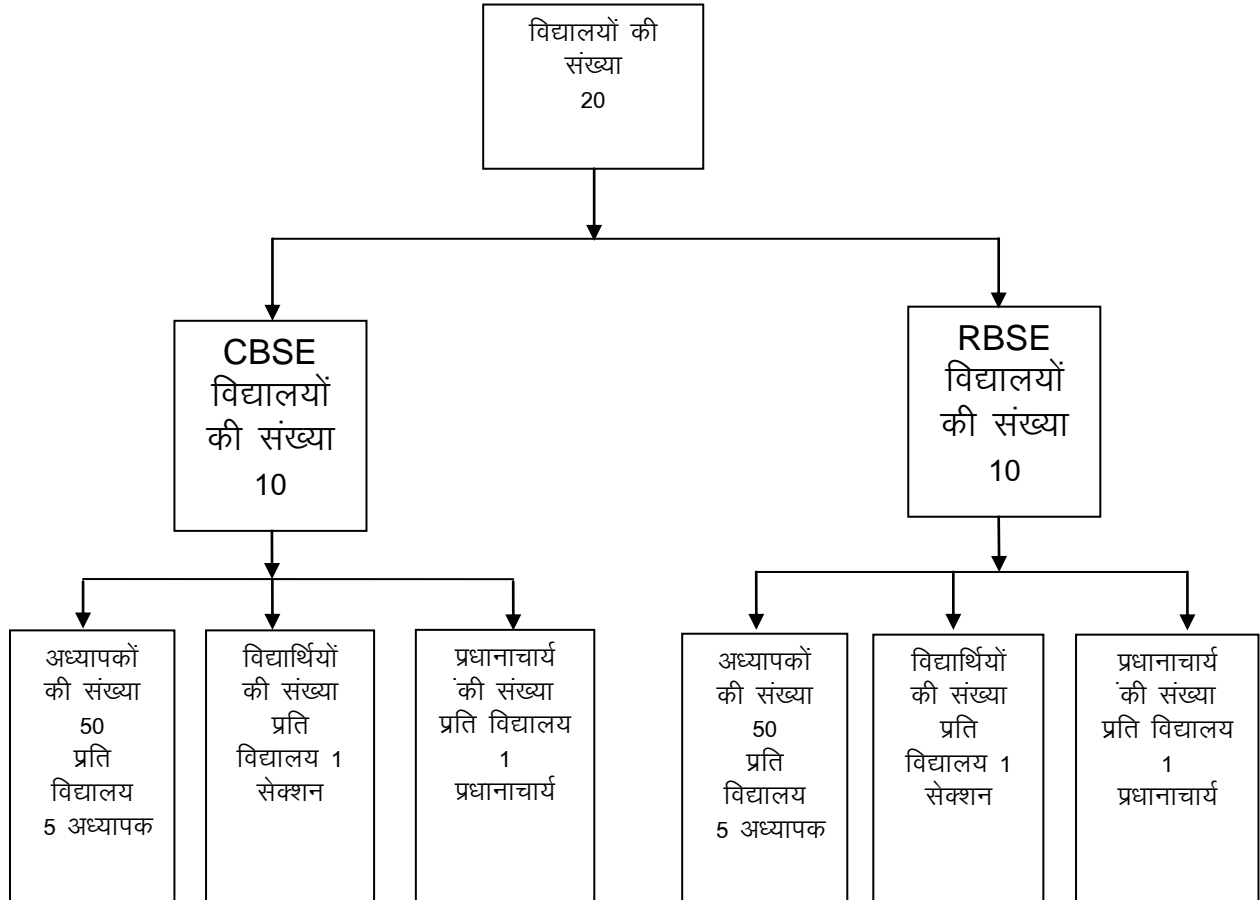 विद्यालयों की
संख्या
20
CBSE
विद्यालयों
की संख्या
10
RBSE
विद्यालयों
की संख्या
10
अध्यापकों
की संख्या
50
प्रति
विद्यालय
5 अध्यापक
विद्यार्थियों
की संख्या
प्रति
विद्यालय 1
सेक्शन
प्रधानाचार्य
की संख्या
प्रति विद्यालय
1
प्रधानाचार्य
अध्यापकों
की संख्या
50
प्रति
विद्यालय
5 अध्यापक
विद्यार्थियों
की संख्या
प्रति
विद्यालय 1
सेक्शन
प्रधानाचार्य
की संख्या
प्रति विद्यालय
1
प्रधानाचार्य